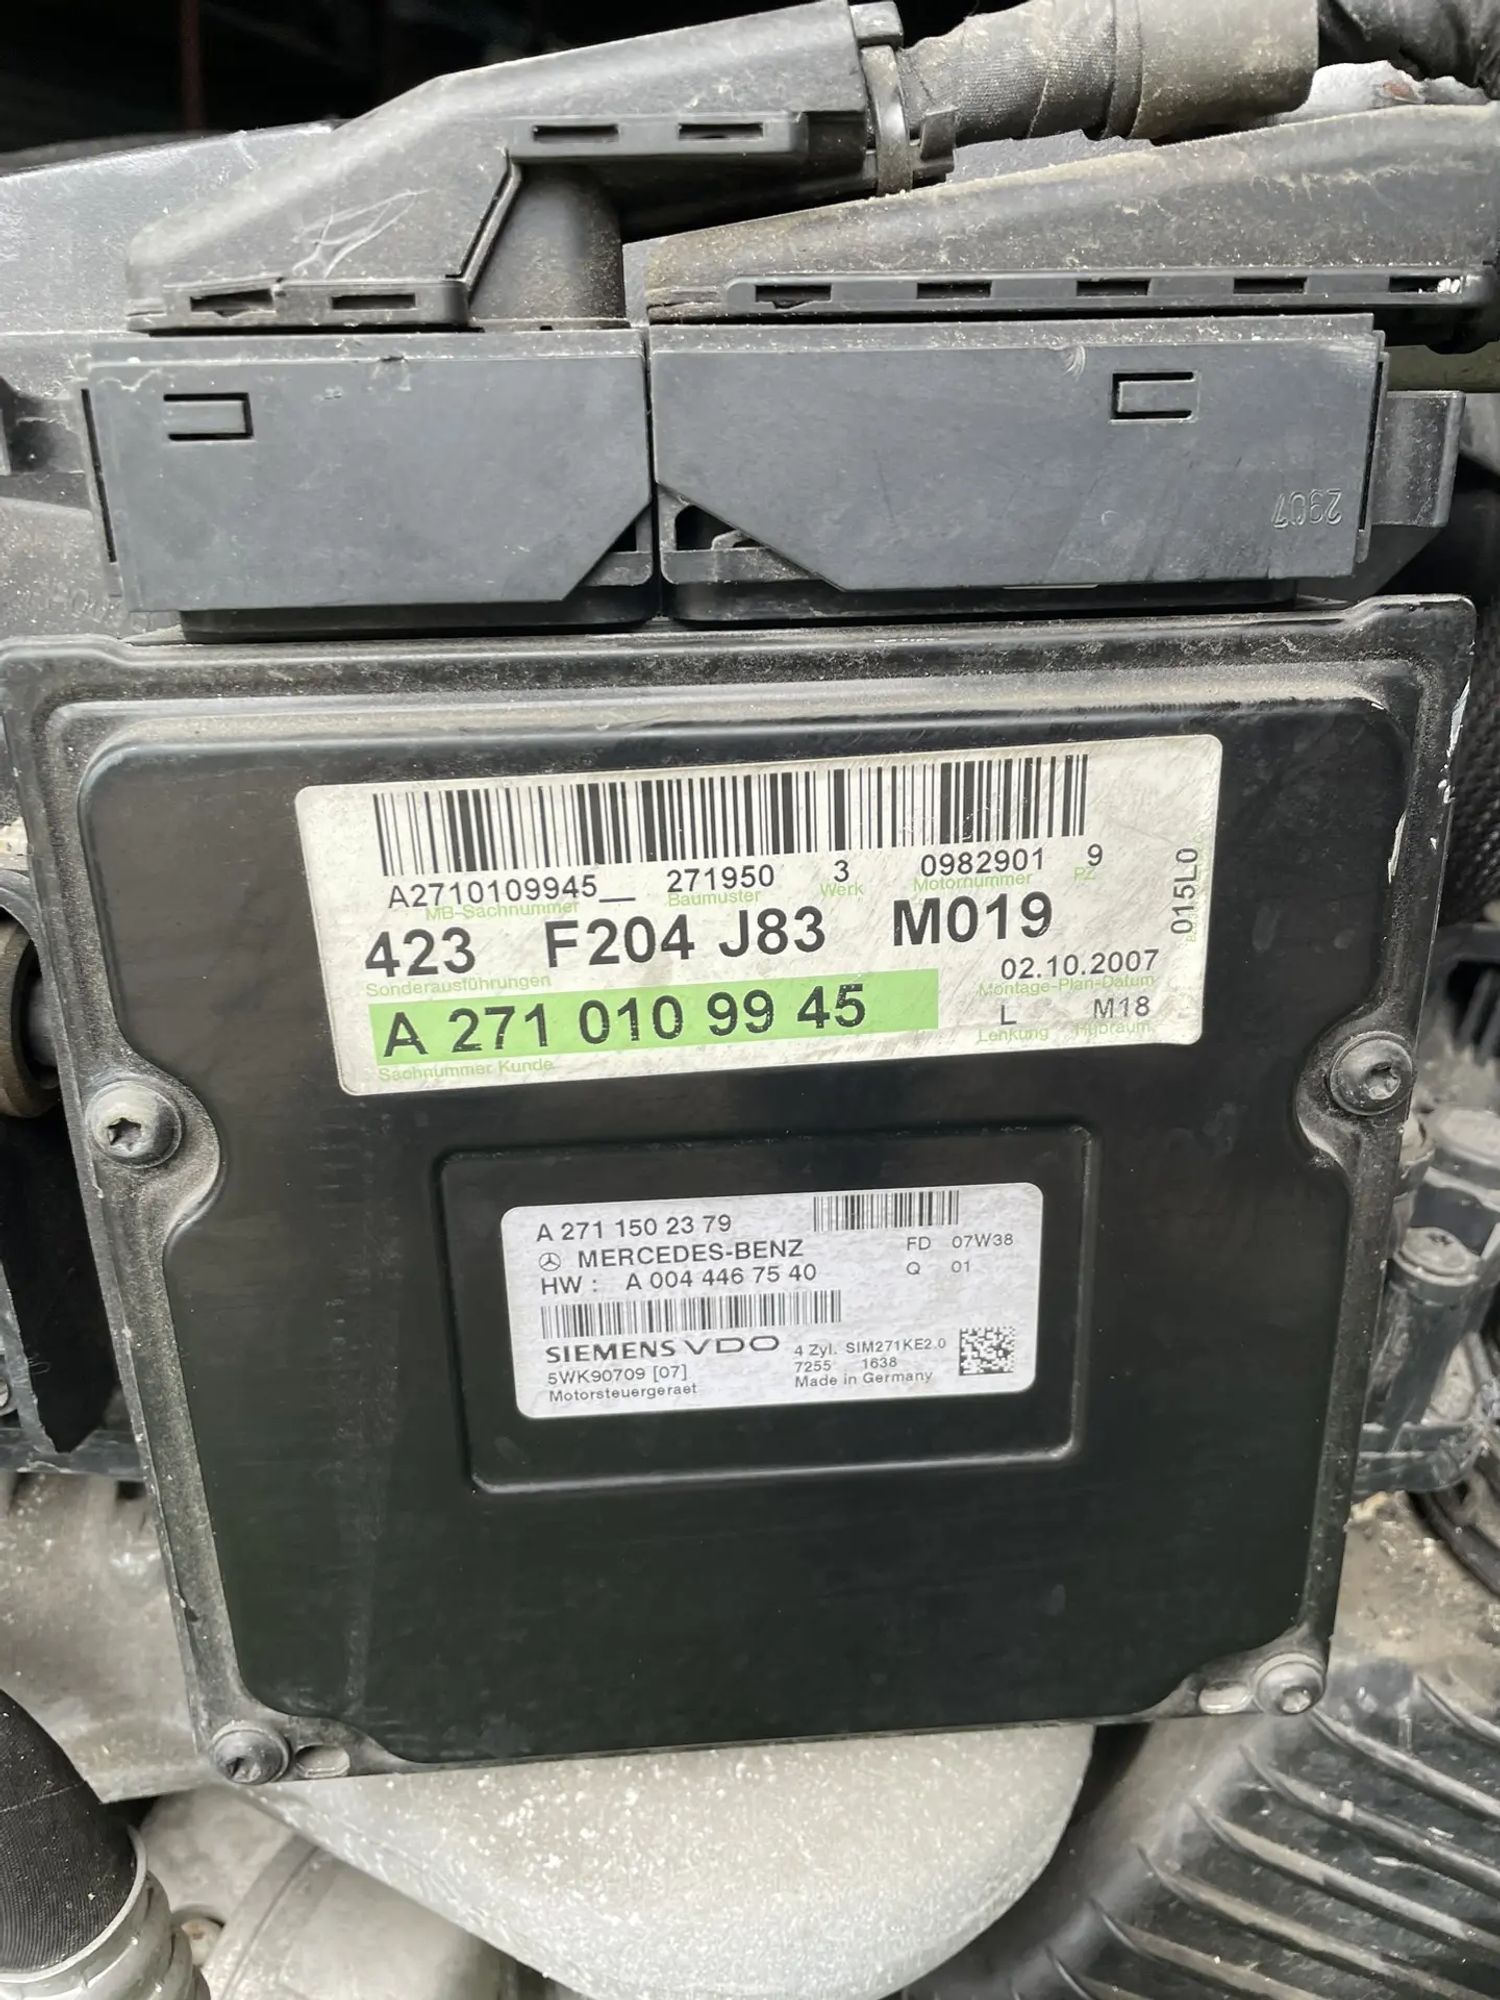 2907
A2710109945__ 271950 3 0982901 9
MB-Sachnummer Baumuster Werk Motornummer PZ
423 F204 J83 M019
Sonderausführungen
02.10.2007
Montage-Plan-Datum
015L0
A 271 010 99 45
L M18
Sachnummer Kunde
Lenkung Hubraum
A 271 150 23 79
MERCEDES-BENZ
FD 07W38
HW : A 004 446 75 40
Q 01
SIEMENS VDO
4 Zyl. SIM271KE2.0
5WK90709 [07]
7255 1638
Motorsteuergeraet
Made in Germany